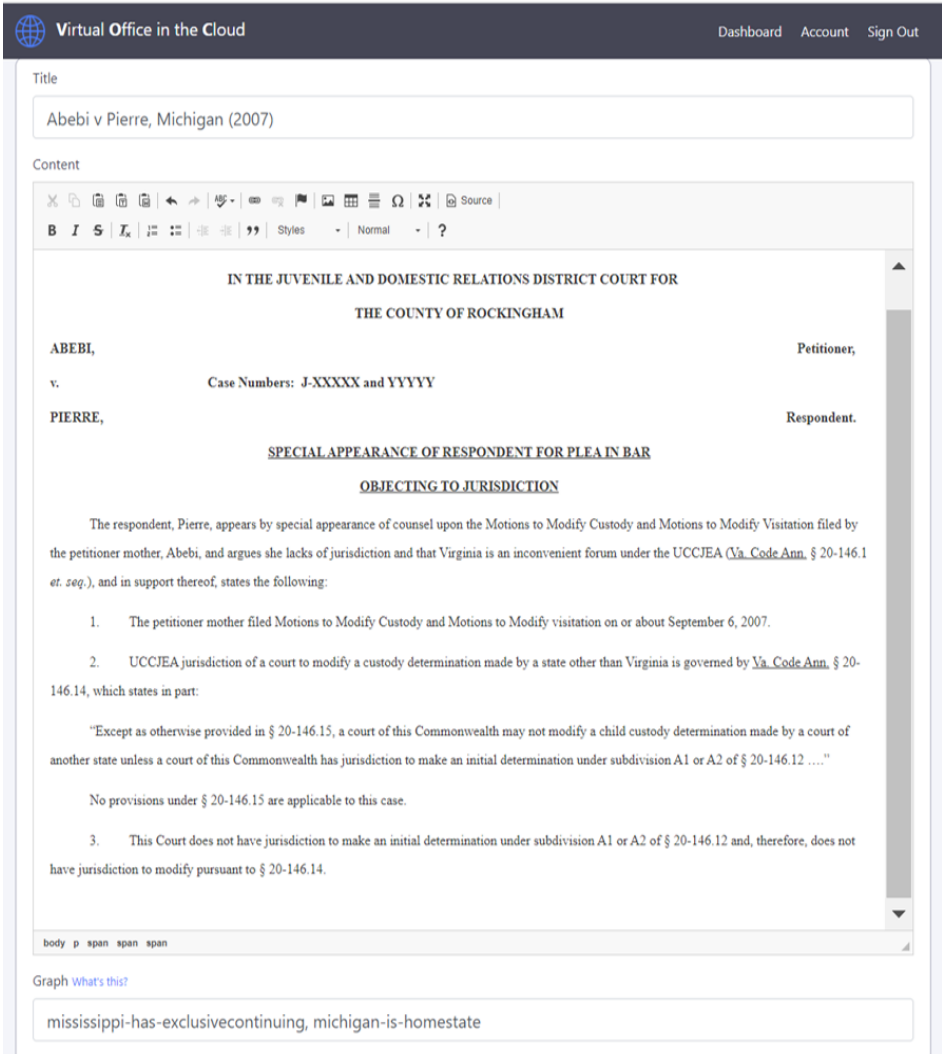 Virtual Office in the Cloud
Dashboard Account Sign Out
Title
Abebi v Pierre, Michigan (2007)
Content
ABC
Ω
Source
B I S Tx
Styles Normal ?
IN THE JUVENILE AND DOMESTIC RELATIONS DISTRICT COURT FOR
THE COUNTY OF ROCKINGHAM
ABEBI, Petitioner,
v. Case Numbers: J-XXXXX and YYYYY
PIERRE, Respondent.
SPECIAL APPEARANCE OF RESPONDENT FOR PLEA IN BAR
OBJECTING TO JURISDICTION
The respondent, Pierre, appears by special appearance of counsel upon the Motions to Modify Custody and Motions to Modify Visitation filed by
the petitioner mother, Abebi, and argues she lacks of jurisdiction and that Virginia is an inconvenient forum under the UCCJEA (Va. Code Ann. § 20-146.1
et. seq.), and in support thereof, states the following:
1. The petitioner mother filed Motions to Modify Custody and Motions to Modify visitation on or about September 6, 2007.
2. UCCJEA jurisdiction of a court to modify a custody determination made by a state other than Virginia is governed by Va. Code Ann. § 20-
146.14, which states in part:
“Except as otherwise provided in § 20-146.15, a court of this Commonwealth may not modify a child custody determination made by a court of
another state unless a court of this Commonwealth has jurisdiction to make an initial determination under subdivision A1 or A2 of § 20-146.12 ….”
No provisions under § 20-146.15 are applicable to this case.
3. This Court does not have jurisdiction to make an initial determination under subdivision A1 or A2 of § 20-146.12 and, therefore, does not
have jurisdiction to modify pursuant to § 20-146.14.
body p span span span
Graph What's this?
mississippi-has-exclusivecontinuing, michigan-is-homestate